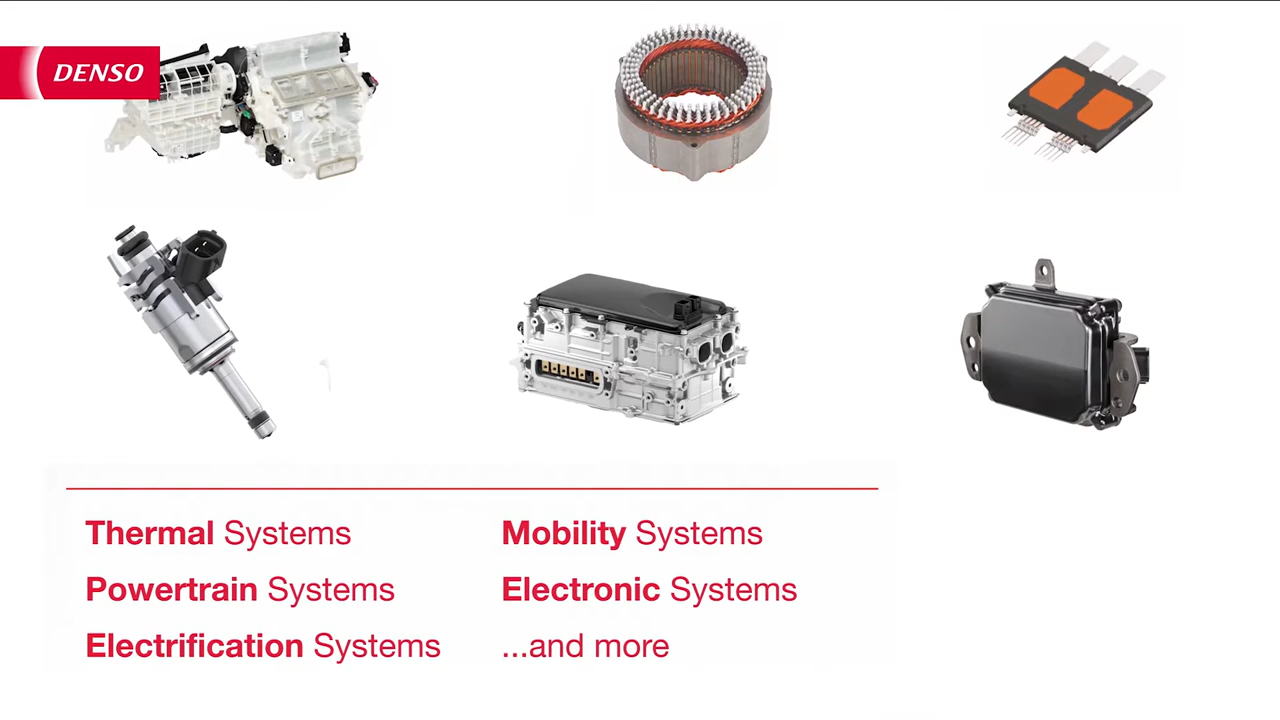 DENSO
Thermal Systems
Powertrain Systems
Electrification Systems
Mobility Systems
Electronic Systems
...and more